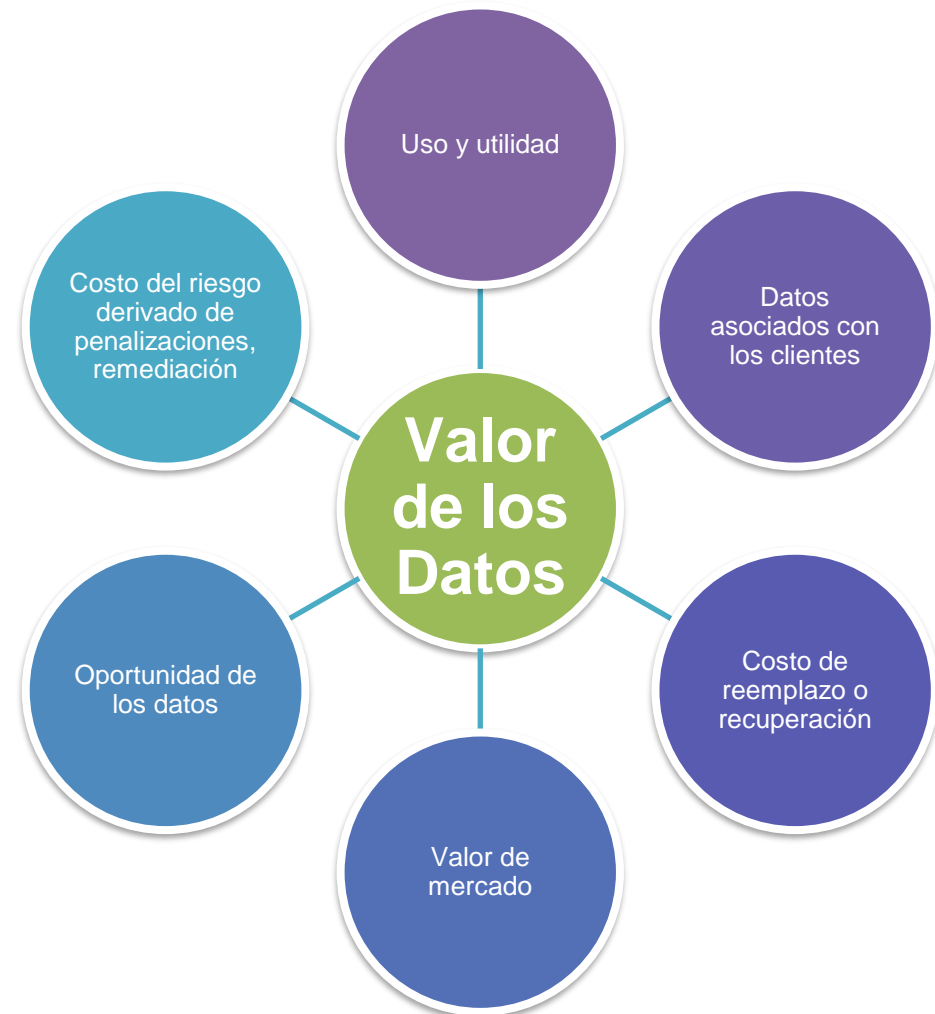 Uso y utilidad
Datos
asociados con
los clientes
Costo de
reemplazo o
recuperación
Valor de
mercado
Oportunidad de
los datos
Costo del riesgo
derivado de
penalizaciones,
remediación
Valor
de los
Datos